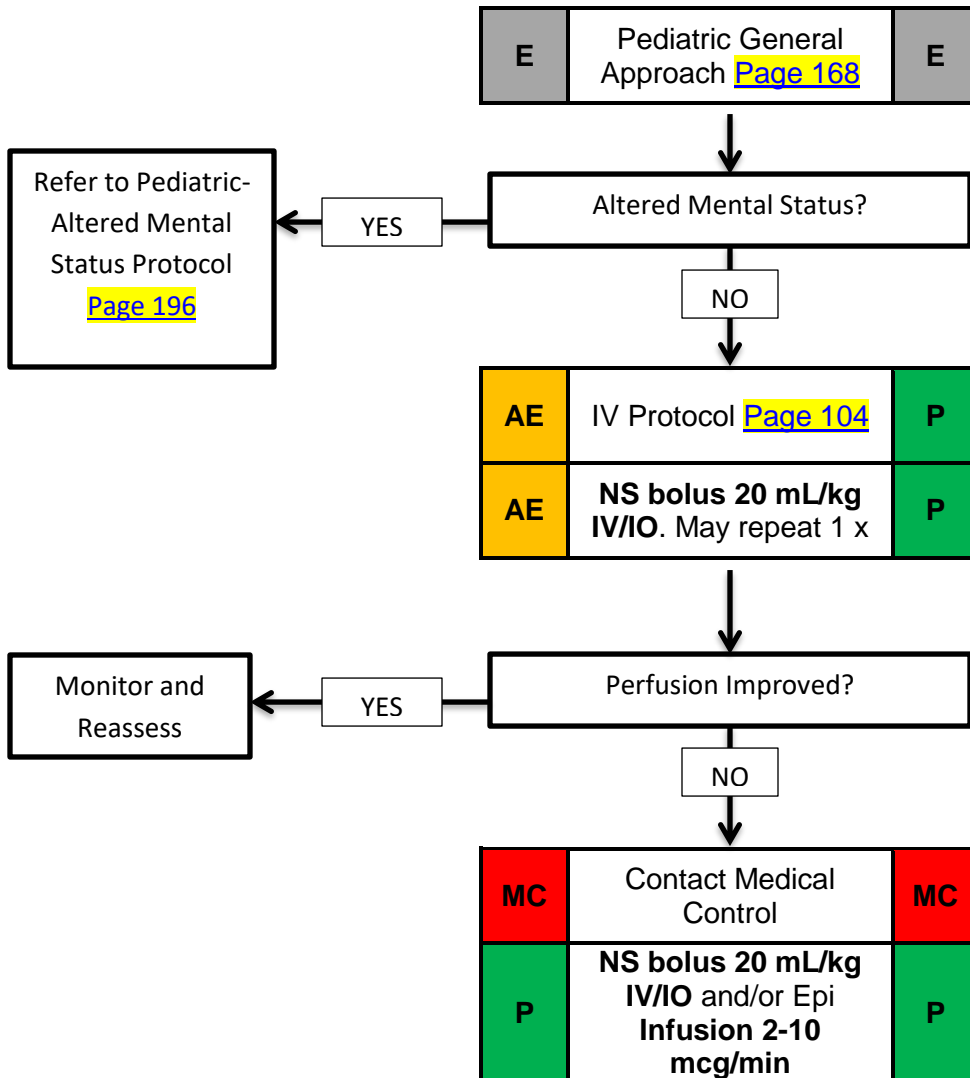 E
Pediatric General
Approach Page 168
E
Altered Mental Status?
YES
Refer to Pediatric-
Altered Mental
Status Protocol
Page 196
NO
AE
IV Protocol Page 104
P
AE
NS bolus 20 mL/kg
IV/IO. May repeat 1 x
P
Perfusion Improved?
YES
Monitor and
Reassess
NO
MC
Contact Medical
Control
MC
P
NS bolus 20 mL/kg
IV/IO and/or Epi
Infusion 2-10
mcg/min
P